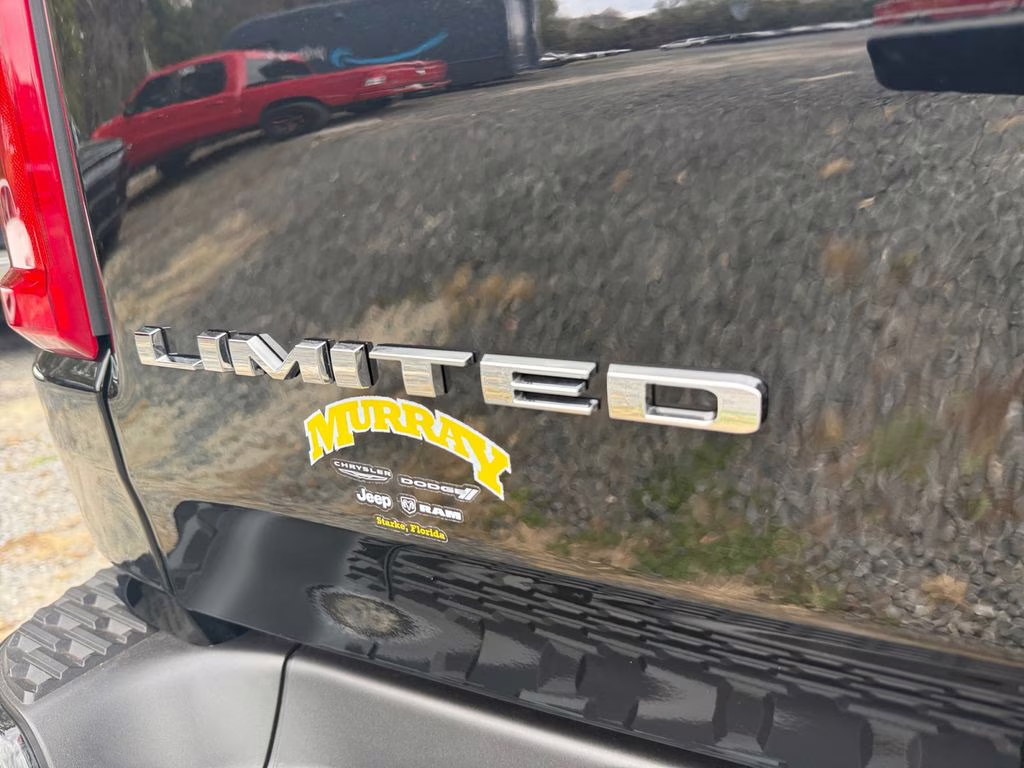 LIMITED
MURRAY
CHRYSLER DODGE
Jeep RAM
Starke, Florida